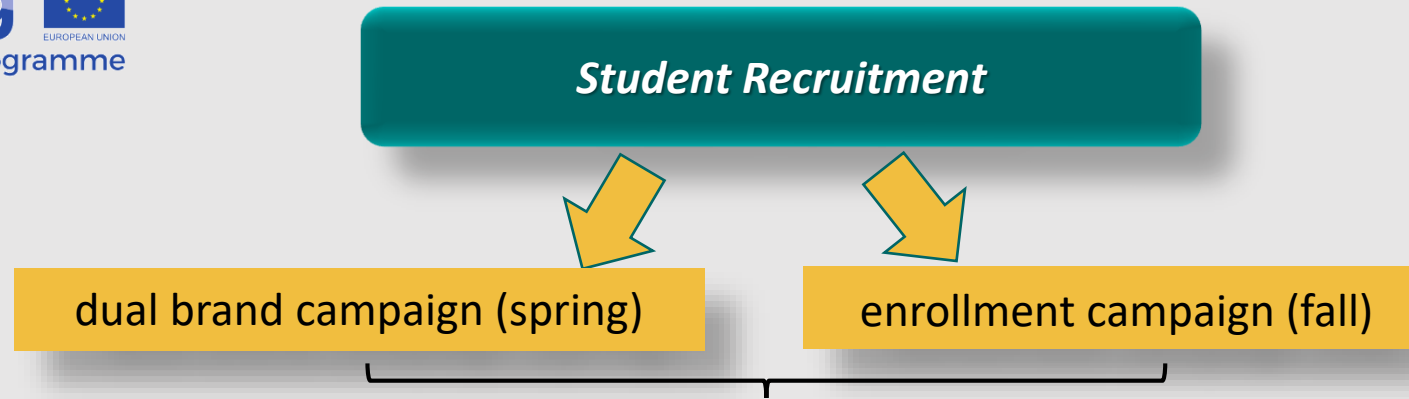 EUROPEAN UNION
gramme
Student Recruitment
dual brand campaign (spring)
enrollment campaign (fall)